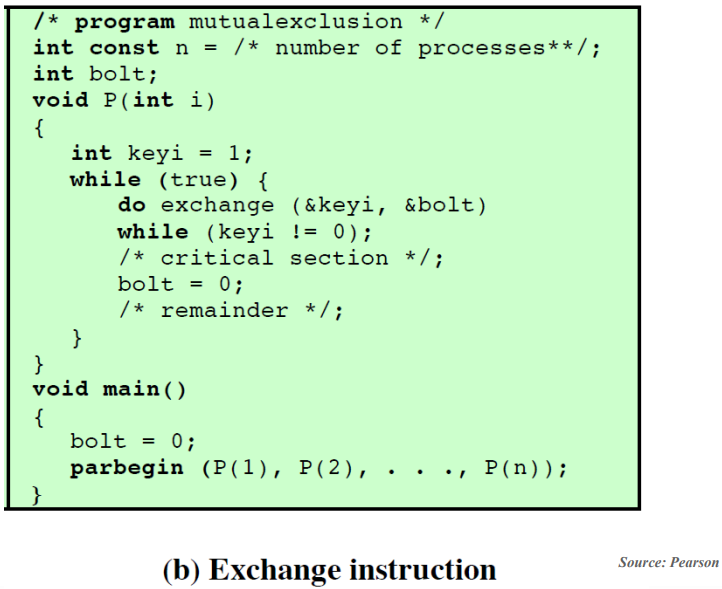 /* program mutualexclusion */
int const n = /* number of processes**/;
int bolt;
void P(int i)
{
int keyi = 1;
while (true) {
do exchange (&keyi, &bolt)
while (keyi != 0);
/* critical section */;
bolt = 0;
/* remainder */;
}
}
void main()
{
bolt = 0;
parbegin (P(1), P(2), . . ., P(n));
}
(b) Exchange instruction
Source: Pearson